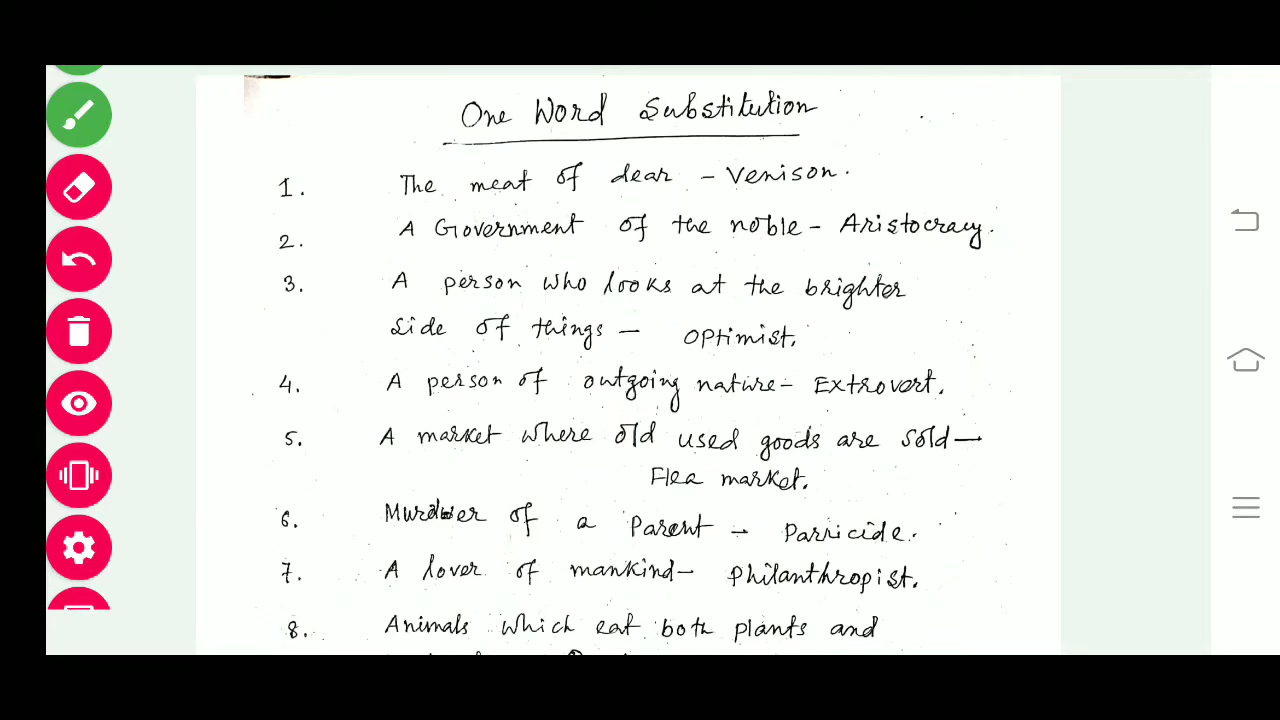 One Word Substitution
1. The meat of dear - Venison.
2. A Government of the noble - Aristocracy.
3. A person who looks at the brighter
side of things - Optimist.
4. A person of outgoing nature - Extrovert.
5. A market where old used goods are sold -
Flea market.
6. Murder of a Parent - Parricide.
7. A lover of mankind - Philanthropist.
8. Animals which eat both plants and